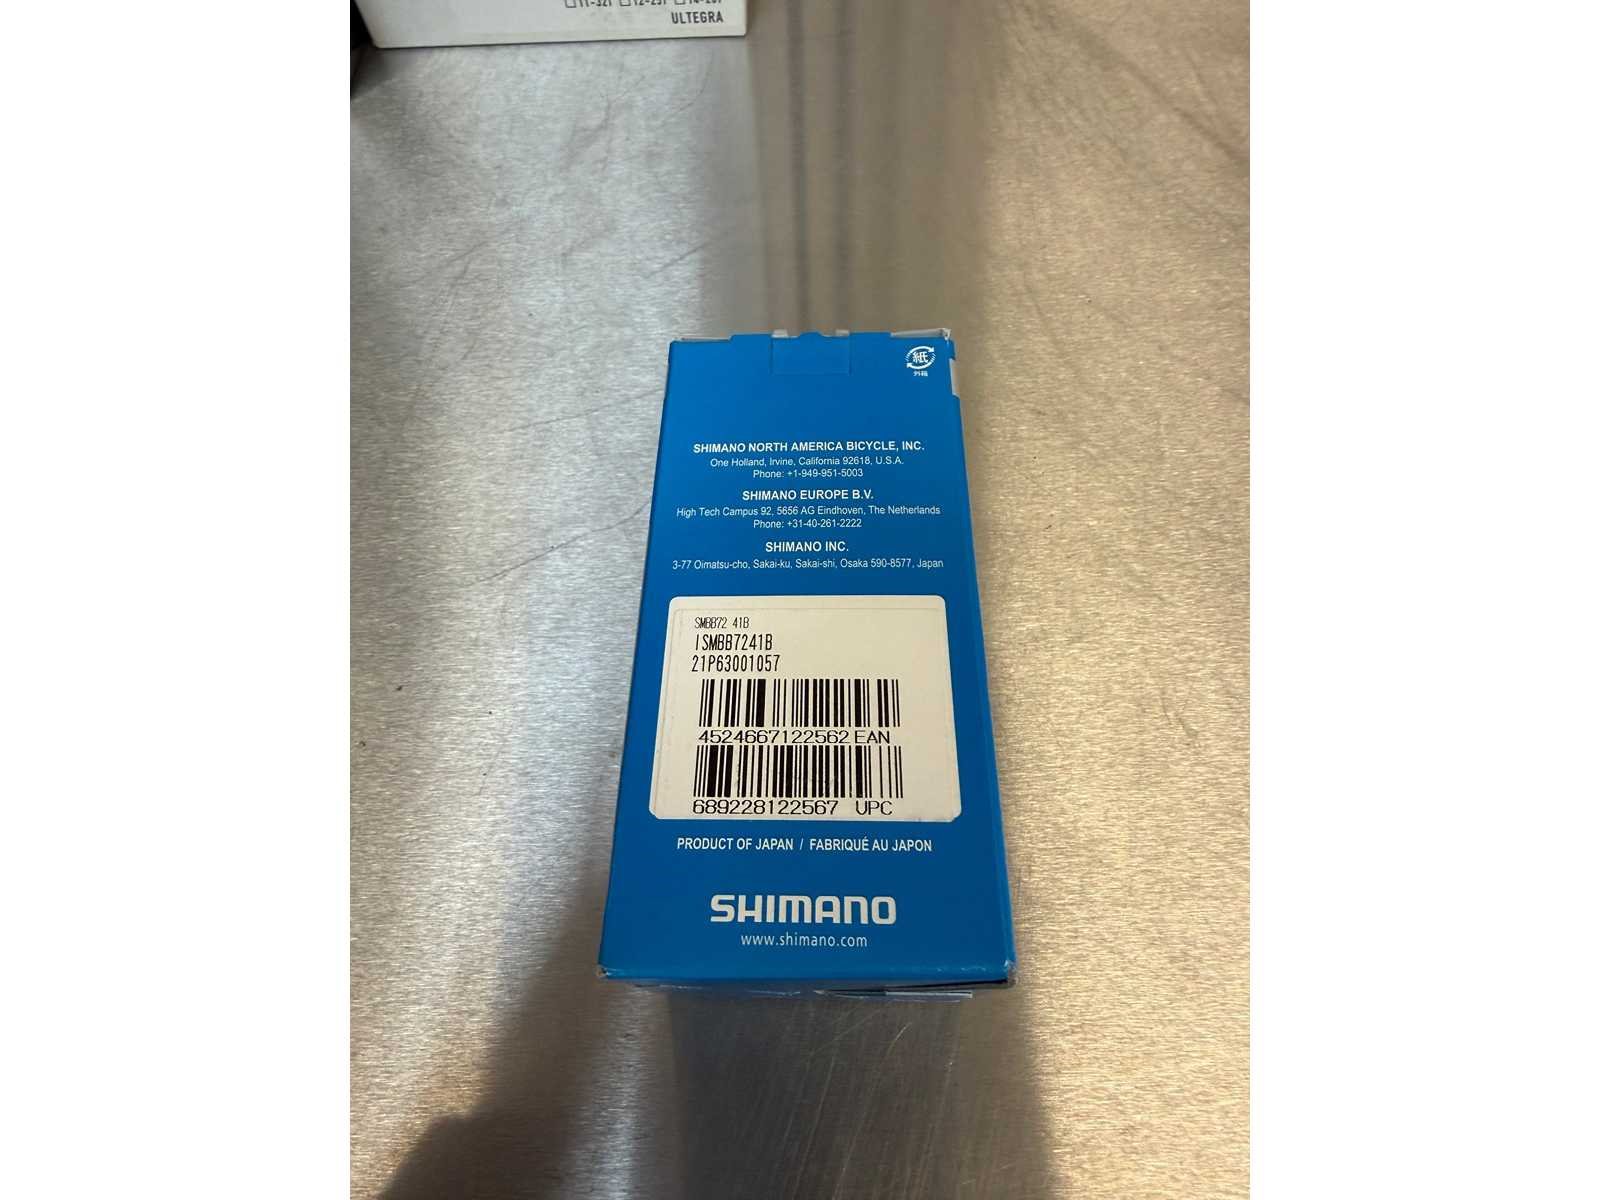 ULTEGRA
紙
外箱
SHIMANO NORTH AMERICA BICYCLE, INC.
One Holland, Irvine, California 92618, U.S.A.
Phone: +1-949-951-5003
SHIMANO EUROPE B.V.
High Tech Campus 92, 5656 AG Eindhoven, The Netherlands
Phone: +31-40-261-2222
SHIMANO INC.
3-77 Oimatsu-cho, Sakai-ku, Sakai-shi, Osaka 590-8577, Japan
SMBB72 41B
ISMBB7241B
21P63001057
4524667122562 EAN
689228122567 UPC
PRODUCT OF JAPAN / FABRIQUÉ AU JAPON
SHIMANO
www.shimano.com